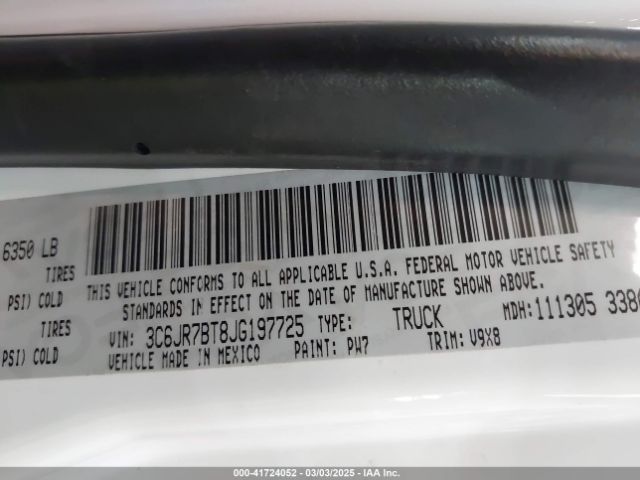 6350 LB
TIRES
PSI) COLD
PSI) COLD
THIS VEHICLE CONFORMS TO ALL APPLICABLE U.S.A. FEDERAL MOTOR VEHICLE SAFETY
STANDARDS IN EFFECT ON THE DATE OF MANUFACTURE SHOWN ABOVE.
VIN: 3C6JR7BT8JG197725 TYPE: TRUCK MDH:111305 338
VEHICLE MADE IN MEXICO PAINT: PW7 TRIM: V9X8
TIRES
000-41724052 — 03/03/2025 - IAA Inc.